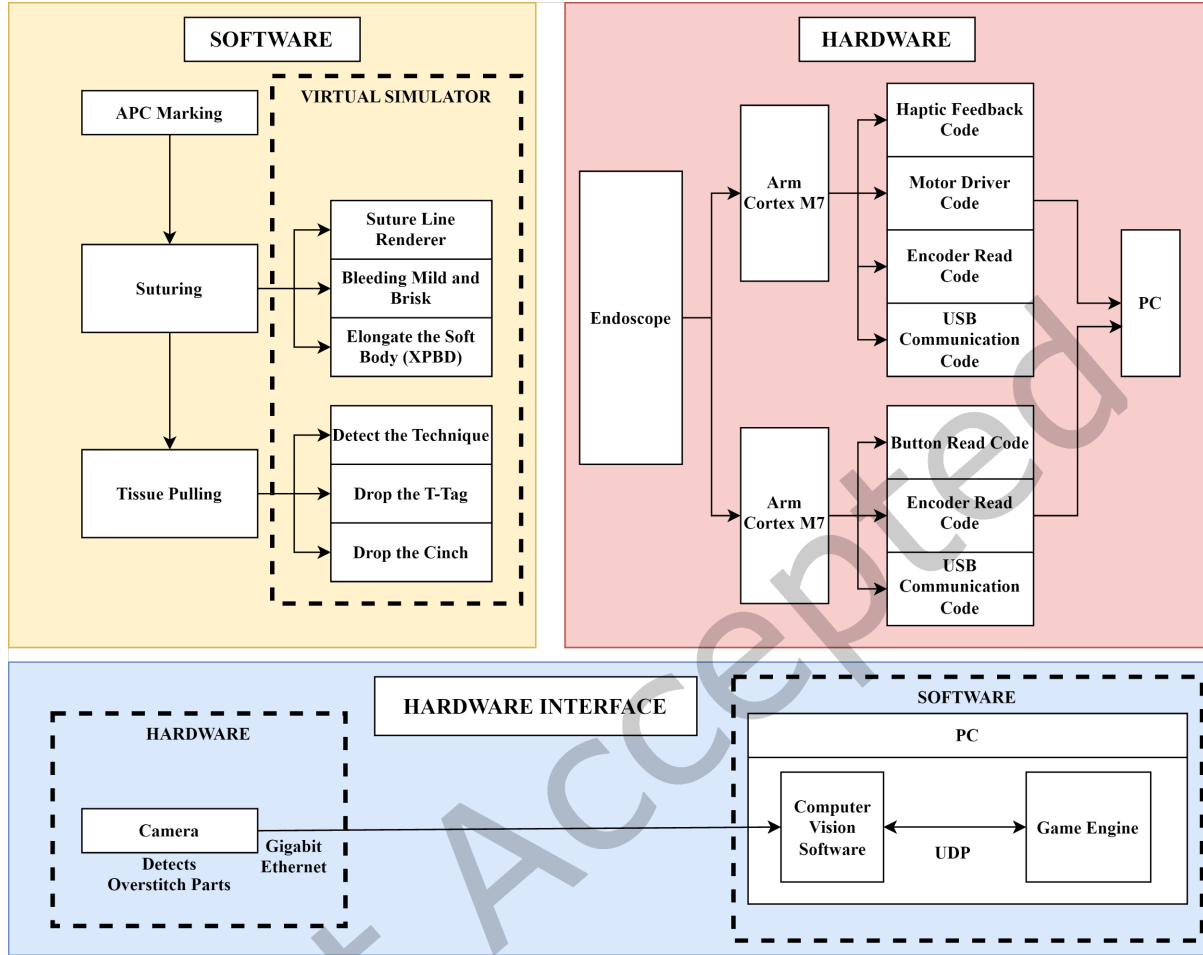 SOFTWARE
VIRTUAL SIMULATOR
APC Marking
Suturing
Suture Line
Renderer
Bleeding Mild and
Brisk
Elongate the Soft
Body (XPBD)
Tissue Pulling
Detect the Technique
Drop the T-Tag
Drop the Cinch
HARDWARE
Endoscope
Arm
Cortex M7
Haptic Feedback
Code
Motor Driver
Code
Encoder Read
Code
USB
Communication
Code
Arm
Cortex M7
Button Read Code
Encoder Read
Code
USB
Communication
Code
PC
HARDWARE INTERFACE
HARDWARE
Camera
Detects
Overstitch Parts
Gigabit
Ethernet
SOFTWARE
PC
Computer
Vision
Software
UDP
Game Engine
Accepted